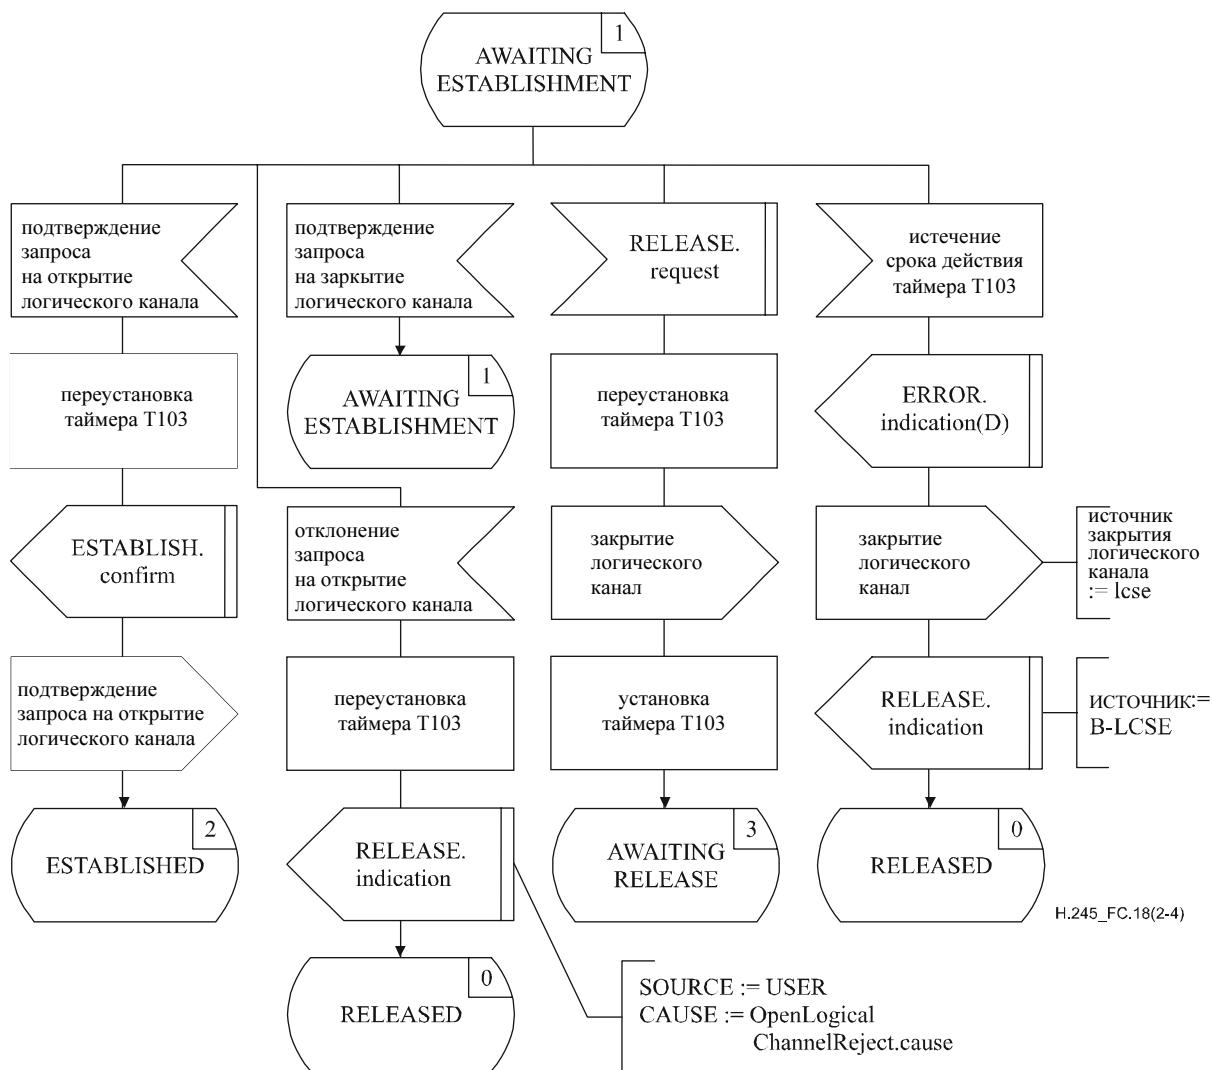 1
AWAITING
ESTABLISHMENT
подтверждение
запроса
на открытие
логического канала
переустановка
таймера T103
ESTABLISH.
confirm
подтверждение
запроса на открытие
логического канала
2
ESTABLISHED
подтверждение
запроса
на заркытие
логического канала
1
AWAITING
ESTABLISHMENT
отклонение
запроса
на открытие
логического канала
переустановка
таймера T103
RELEASE.
indication
0
RELEASED
SOURCE := USER
CAUSE := OpenLogical
ChannelReject.cause
RELEASE.
request
переустановка
таймера T103
закрытие
логического
канал
установка
таймера T103
3
AWAITING
RELEASE
истечение
срока действия
таймера T103
ERROR.
indication(D)
закрытие
логического
канал
источник
закрытия
логического
канала
:= lcse
RELEASE.
indication
ИСТОЧНИК:=
B-LCSE
0
RELEASED
H.245_FC.18(2-4)